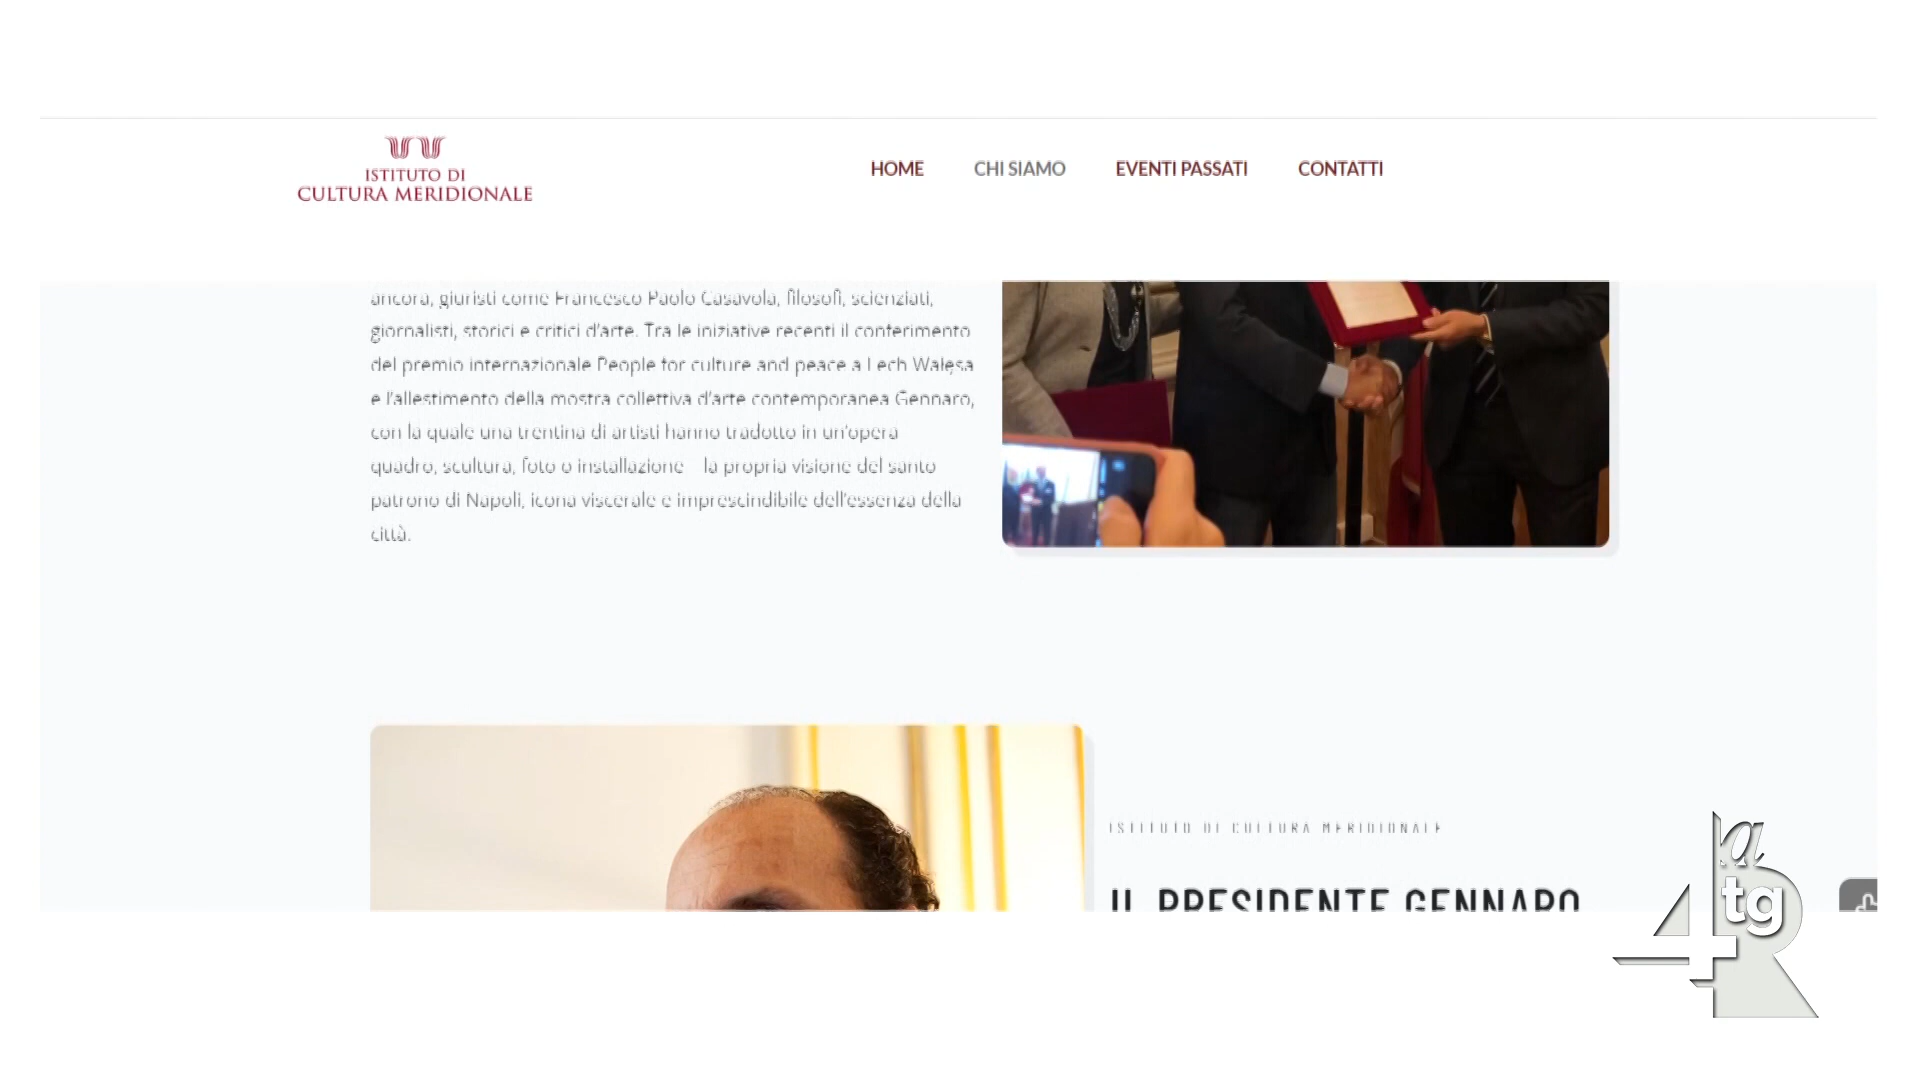 ISTITUTO DI
CULTURA MERIDIONALE
HOME CHI SIAMO EVENTI PASSATI CONTATTI
ancora, giuristi come Francesco Paolo Casavola, filosofi, scienziati,
giornalisti, storici e critici d'arte. Tra le iniziative recenti il conferimento
del premio internazionale People for culture and peace a Lech Wałęsa
e l'allestimento della mostra collettiva d'arte contemporanea Gennaro,
con la quale una trentina di artisti hanno tradotto in un'opera
quadro, scultura, foto o installazione – la propria visione del santo
patrono di Napoli, icona viscerale e imprescindibile dell'essenza della
città.
ISTITUTO DI CULTURA MERIDIONALE
IL PRESIDENTE GENNARO
la
tg
4R